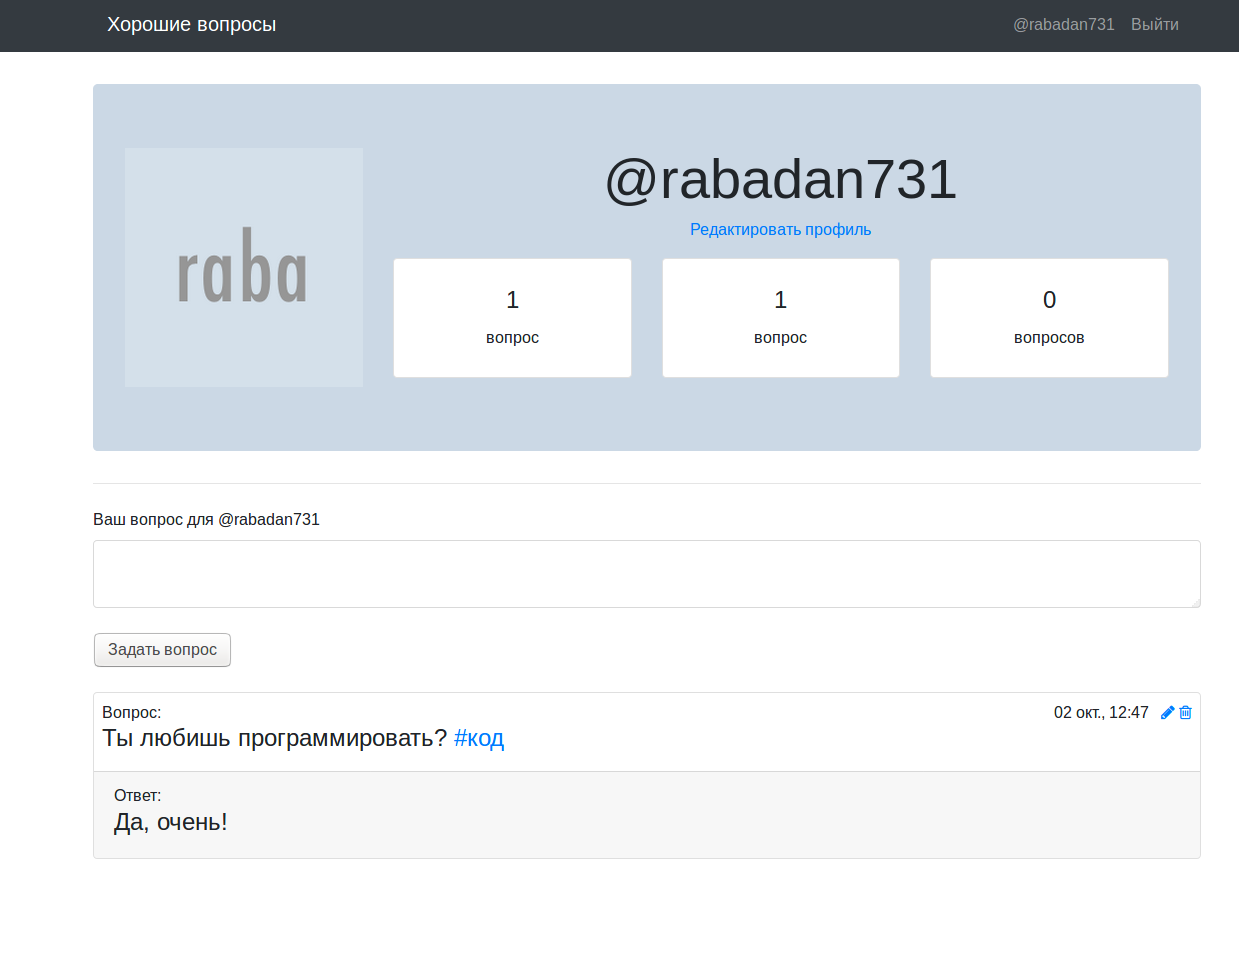 Хорошие вопросы
@rabadan731 Выйти
raba
@rabadan731
Редактировать профиль
1
вопрос
1
вопрос
0
вопросов
Ваш вопрос для @rabadan731
Задать вопрос
Вопрос:
02 окт., 12:47
Ты любишь программировать? #код
Ответ:
Да, очень!